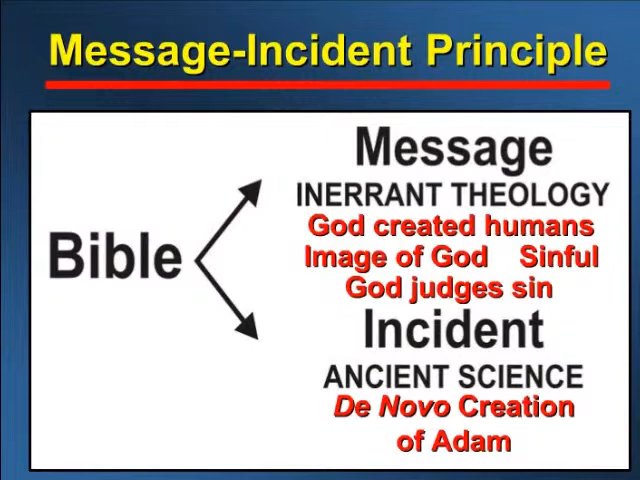 Message-Incident Principle
Bible
Message
INERRANT THEOLOGY
God created humans
Image of God Sinful
God judges sin
Incident
ANCIENT SCIENCE
De Novo Creation
of Adam